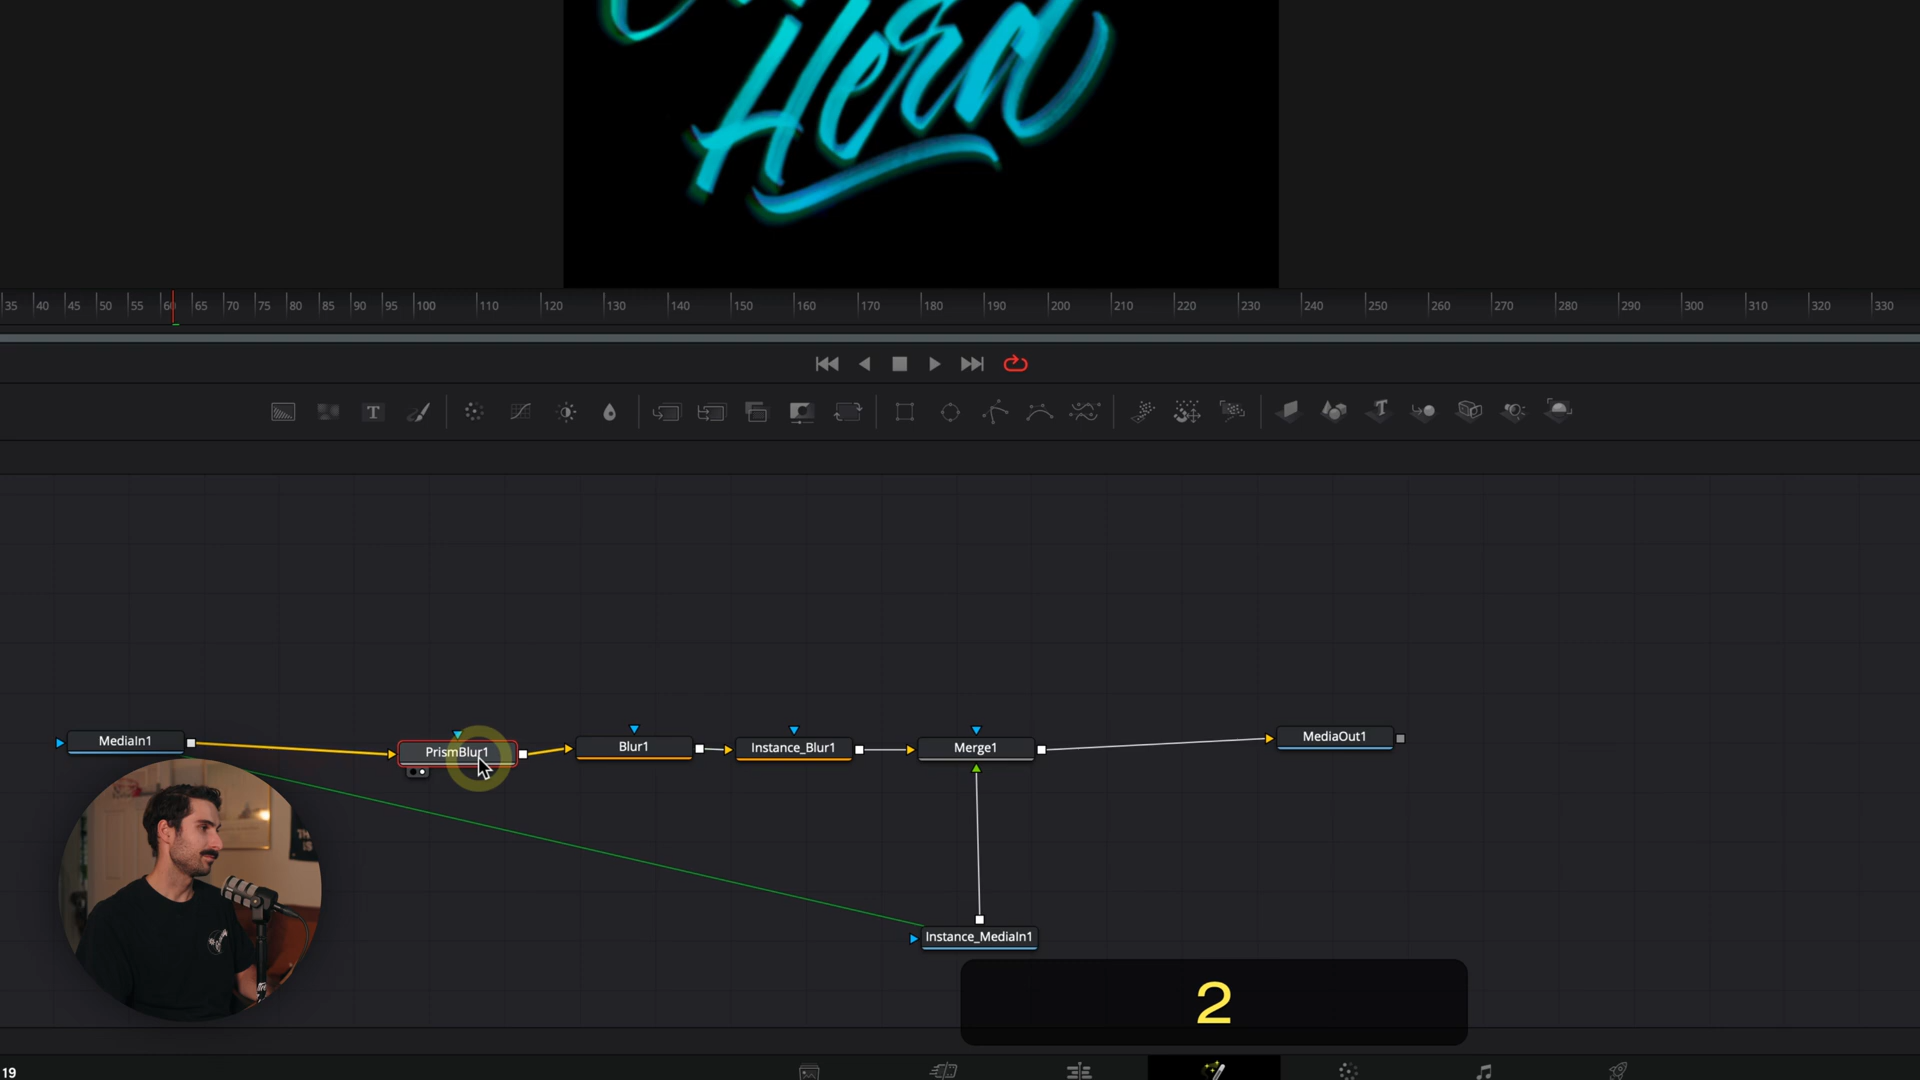 Herd
35 40 45 50 55 60 65 70 75 80 85 90 95 100 110 120 130 140 150 160 170 180 190 200 210 220 230 240 250 260 270 280 290 300 310 320 330
T
T
MediaIn1
PrismBlur1
Blur1
Instance_Blur1
Merge1
MediaOut1
Instance_MediaIn1
2
19